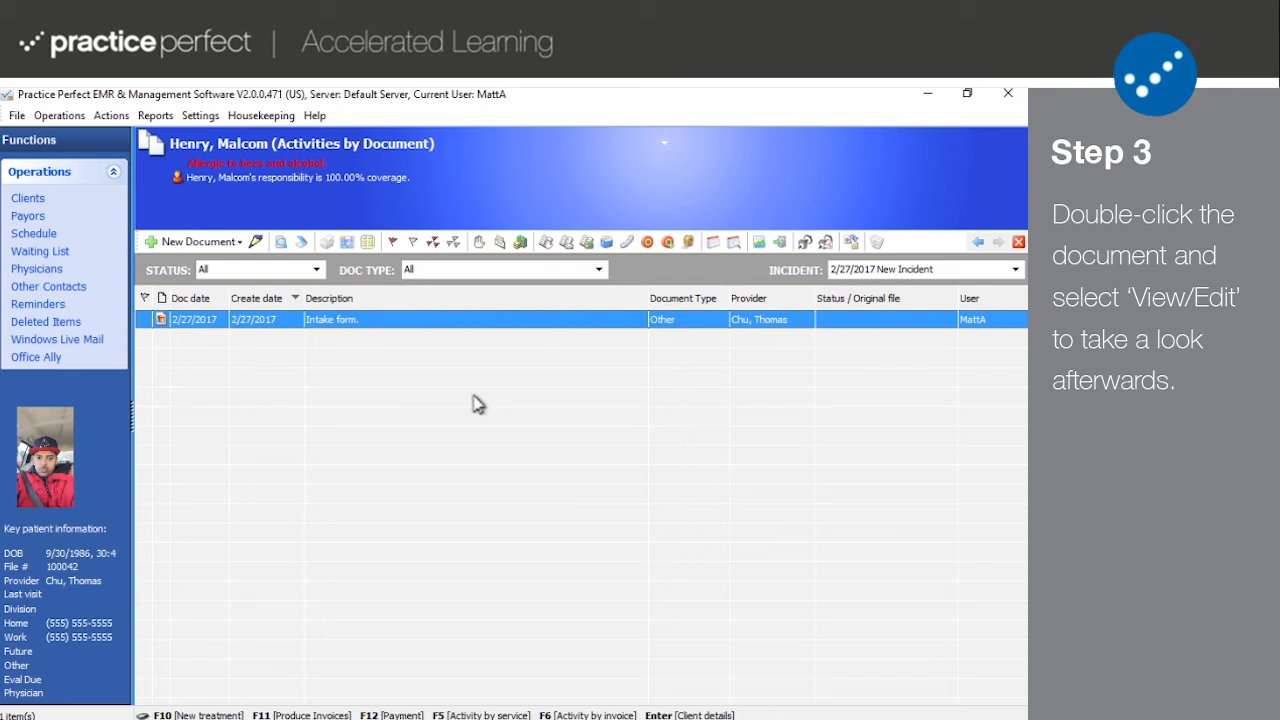 practice perfect | Accelerated Learning
Practice Perfect EMR & Management Software V2.0.0.471 (US), Server: Default Server, Current User: MattA
File Operations Actions Reports Settings Housekeeping Help
Functions
Operations
Clients
Payors
Schedule
Waiting List
Physicians
Other Contacts
Reminders
Deleted Items
Windows Live Mail
Office Ally
Key patient information:
DOB 9/30/1986, 30:4
File # 100042
Provider Chu, Thomas
Last visit
Division
Home (555) 555-5555
Work (555) 555-5555
Future
Other
Eval Due
Physician
1 item(s)
Henry, Malcom (Activities by Document)
Allergic to bees and alcohol.
Henry, Malcom's responsibility is 100.00% coverage.
New Document
STATUS: All DOC TYPE: All INCIDENT: 2/27/2017 New Incident
Doc date Create date Description Document Type Provider Status / Original file User
2/27/2017 2/27/2017 Intake form. Other Chu, Thomas MattA
F10 [New treatment] F11 [Produce Invoices] F12 [Payment] F5 [Activity by service] F6 [Activity by invoice] Enter [Client details]
Step 3
Double-click the
document and
select ‘View/Edit’
to take a look
afterwards.